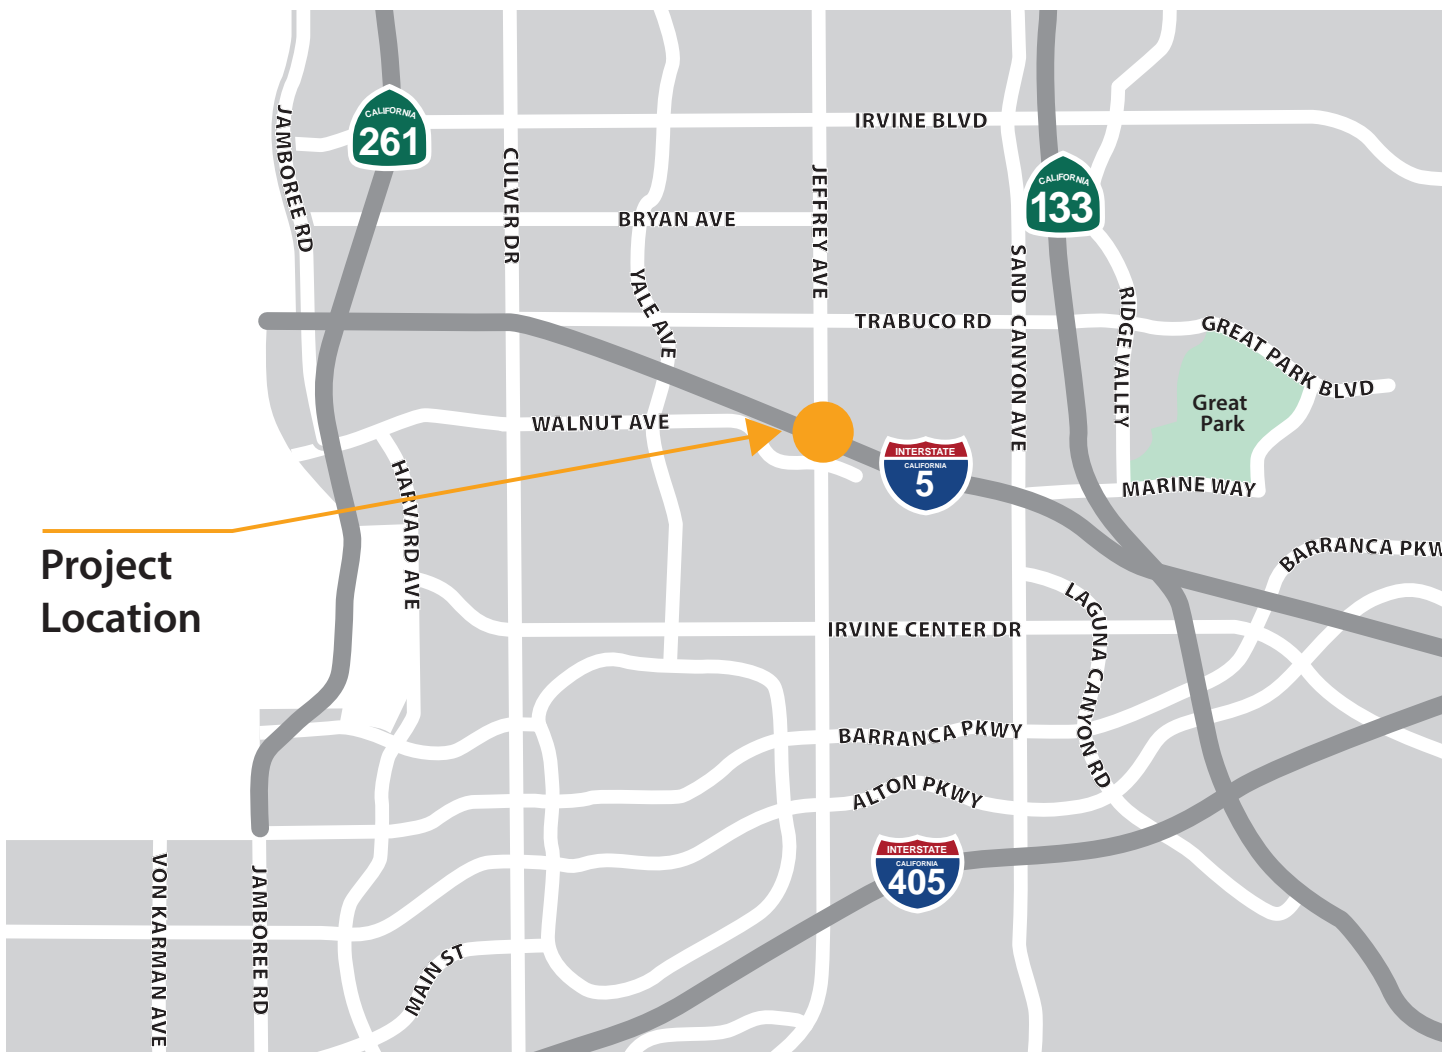 CALIFORNIA
261
JAMBOREE RD
CULVER DR
IRVINE BLVD
JEFFREY AVE
CALIFORNIA
133
BRYAN AVE
YALE AVE
SAND CANYON AVE
RIDGE VALLEY
TRABUCO RD
GREAT PARK BLVD
Great
Park
WALNUT AVE
HARVARD AVE
INTERSTATE
CALIFORNIA
5
MARINE WAY
Project
Location
BARRANCA PKW
LAGUNA CANYON RD
IRVINE CENTER DR
BARRANCA PKWY
ALTON PKWY
INTERSTATE
CALIFORNIA
405
VON KARMAN AVE
JAMBOREE RD
MAIN ST